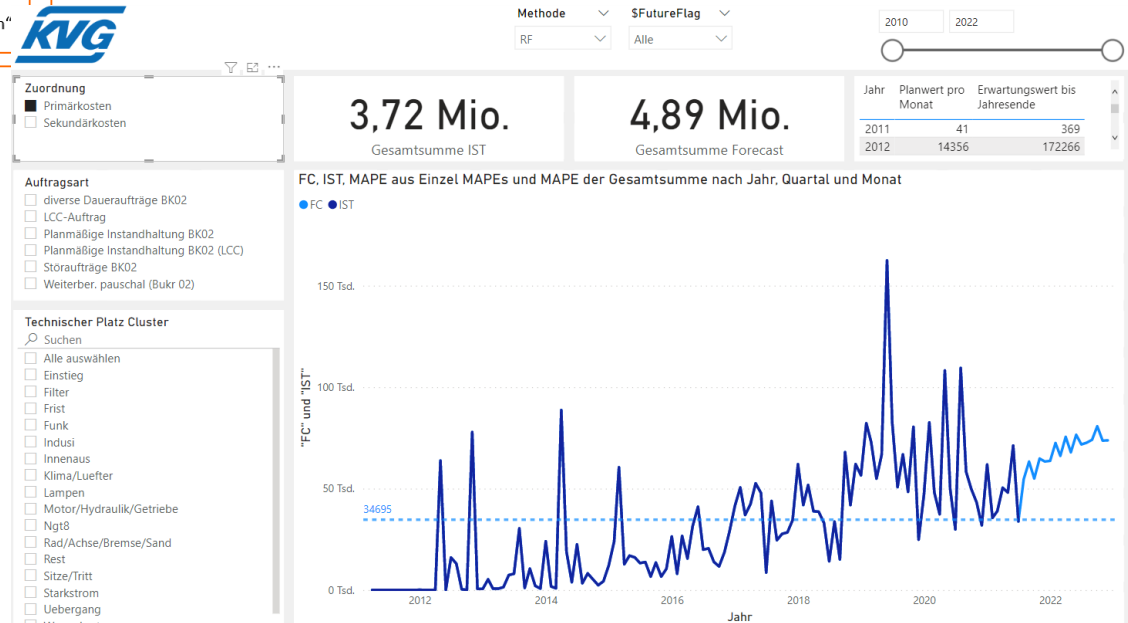 n“
KVG
Methode
RF
$FutureFlag
Alle
2010 2022
Zuordnung
Primärkosten
Sekundärkosten
3,72 Mio.
Gesamtsumme IST
4,89 Mio.
Gesamtsumme Forecast
Jahr Planwert pro Monat Erwartungswert bis Jahresende
2011 41 369
2012 14356 172266
Auftragsart
diverse Daueraufträge BK02
LCC-Auftrag
Planmäßige Instandhaltung BK02
Planmäßige Instandhaltung BK02 (LCC)
Störaufträge BK02
Weiterber. pauschal (Bukr 02)
Technischer Platz Cluster
Suchen
Alle auswählen
Einstieg
Filter
Frist
Funk
Indusi
Innenaus
Klima/Luefter
Lampen
Motor/Hydraulik/Getriebe
Ngt8
Rad/Achse/Bremse/Sand
Rest
Sitze/Tritt
Starkstrom
Uebergang
FC, IST, MAPE aus Einzel MAPEs und MAPE der Gesamtsumme nach Jahr, Quartal und Monat
FC IST
"FC" und "IST"
150 Tsd.
100 Tsd.
50 Tsd.
34695
0 Tsd.
2012 2014 2016 2018 2020 2022
Jahr